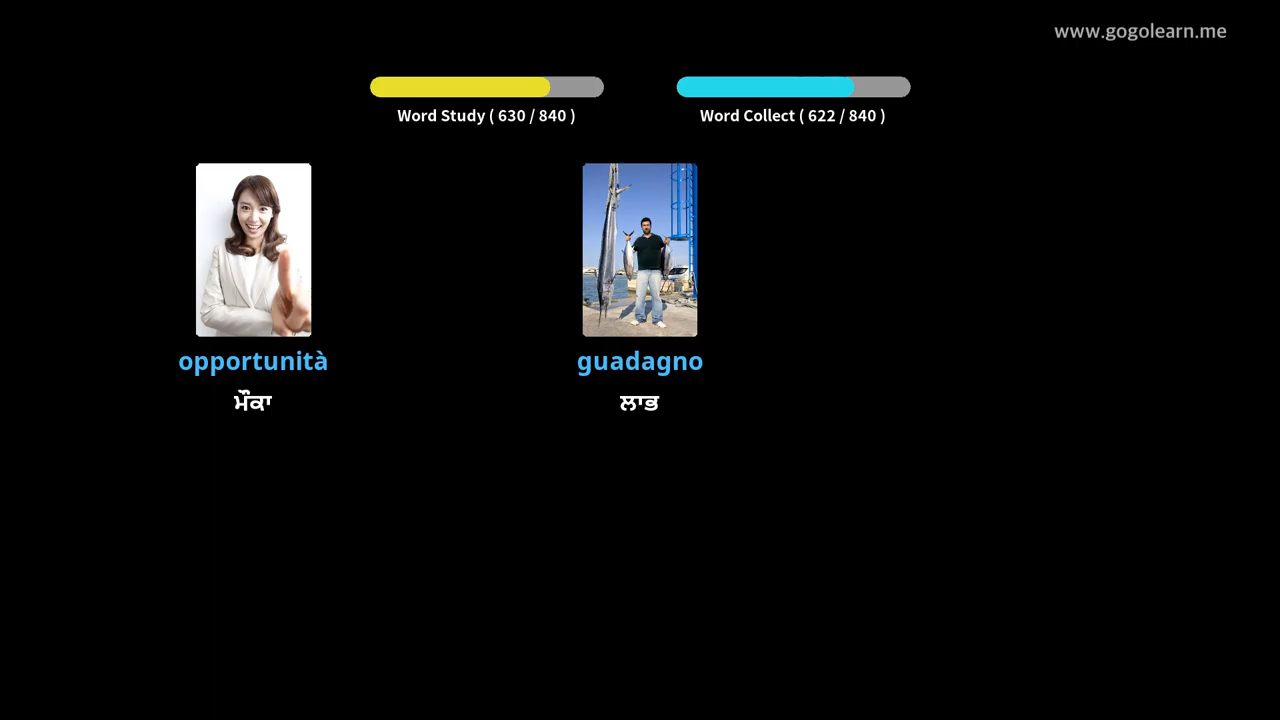 www.gogolearn.me
Word Study ( 630 / 840 )
Word Collect ( 622 / 840 )
opportunità
guadagno
ਮੌਕਾ
ਲਾਭ